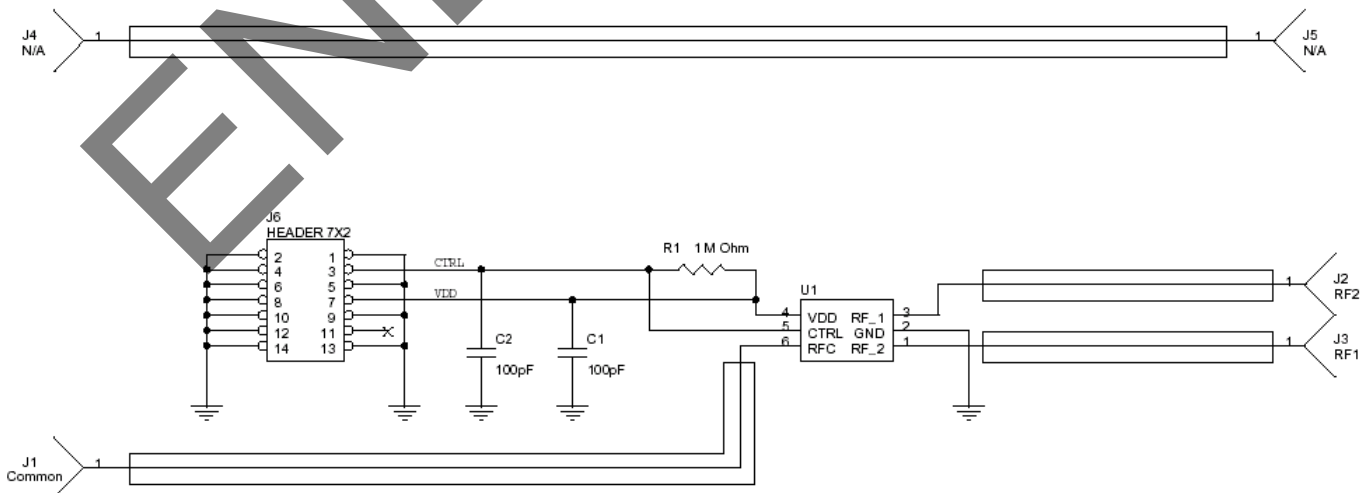 J4
N/A
1
1
J5
N/A
J6
HEADER 7X2
2 1
4 3
6 5
8 7
10 9
12 11
14 13
CTRL
VDD
R1 1M Ohm
C2
100pF
C1
100pF
U1
4 VDD RF_1 3
5 CTRL GND 2
6 RFC RF_2 1
1
J2
RF2
1
J3
RF1
J1
Common
1